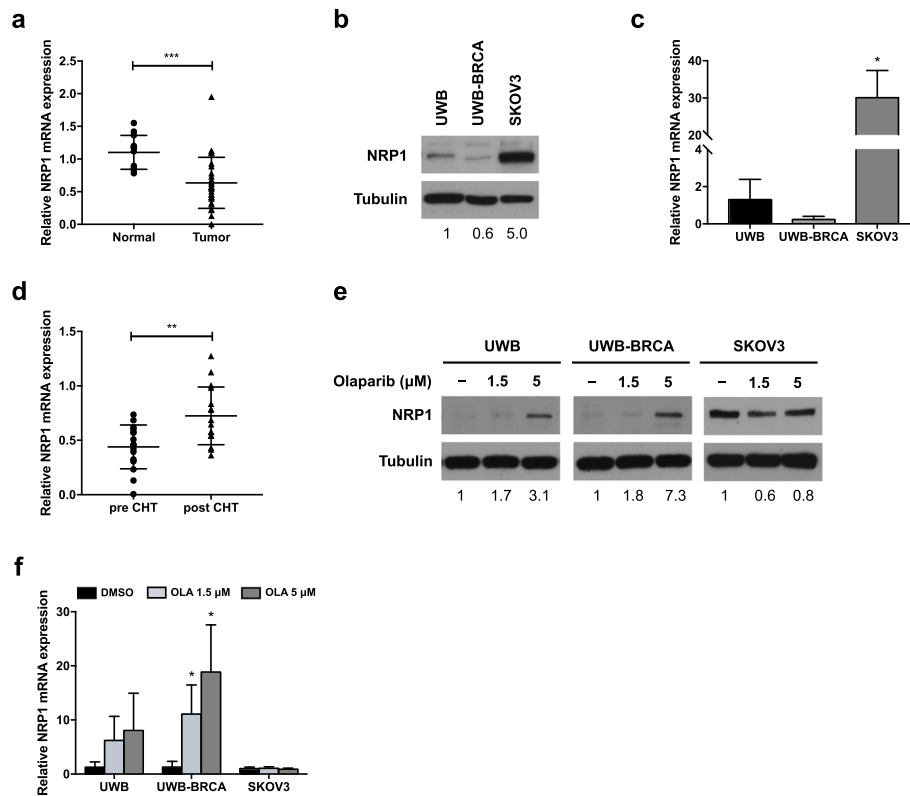 a
Relative NRP1 mRNA expression
2.5
2.0
1.5
1.0
0.5
0.0
***
Normal Tumor
b
UWB
UWB-BRCA
SKOV3
NRP1
Tubulin
1 0.6 5.0
c
Relative NRP1 mRNA expression
40
30
20
4
2
0
*
UWB UWB-BRCA SKOV3
d
Relative NRP1 mRNA expression
1.5
1.0
0.5
0.0
**
pre CHT post CHT
e
UWB UWB-BRCA SKOV3
Olaparib (µM) – 1.5 5 – 1.5 5 – 1.5 5
NRP1
Tubulin
1 1.7 3.1 1 1.8 7.3 1 0.6 0.8
f
DMSO OLA 1.5 µM OLA 5 µM
Relative NRP1 mRNA expression
30
20
10
0
* *
UWB UWB-BRCA SKOV3